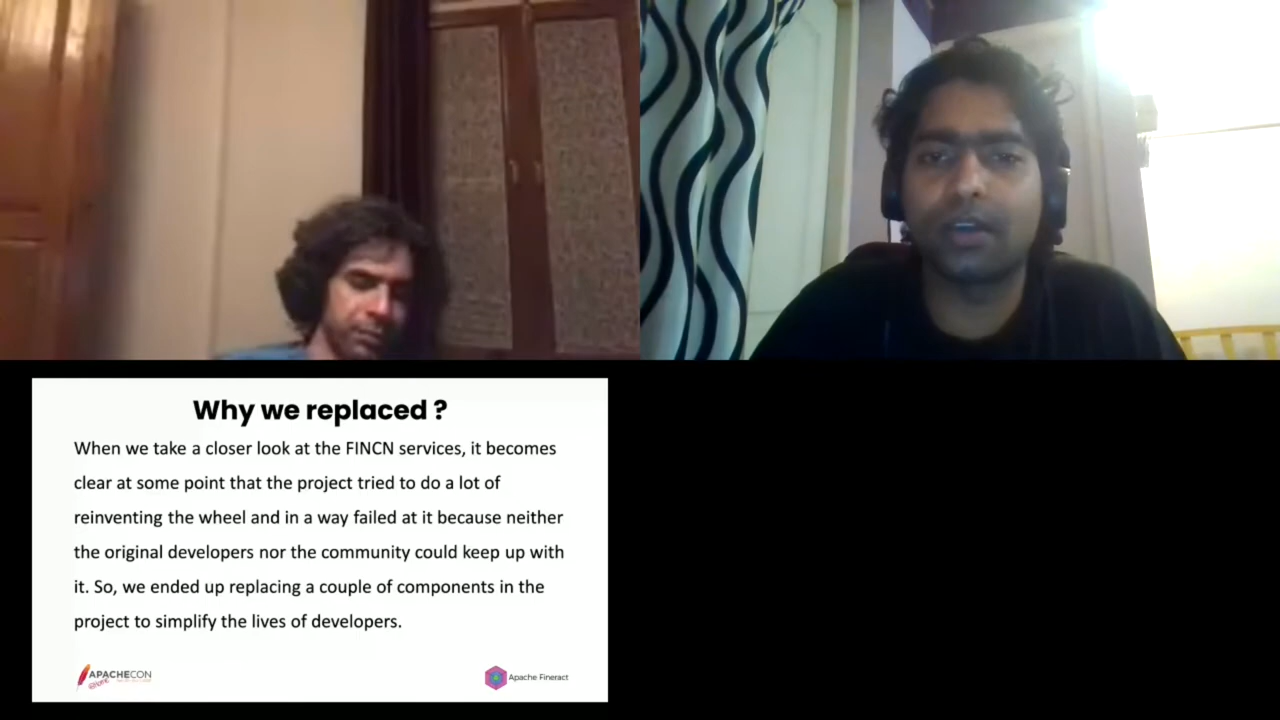 Why we replaced ?
When we take a closer look at the FINCN services, it becomes
clear at some point that the project tried to do a lot of
reinventing the wheel and in a way failed at it because neither
the original developers nor the community could keep up with
it. So, we ended up replacing a couple of components in the
project to simplify the lives of developers.
APACHECON
@Home
Apache Fineract